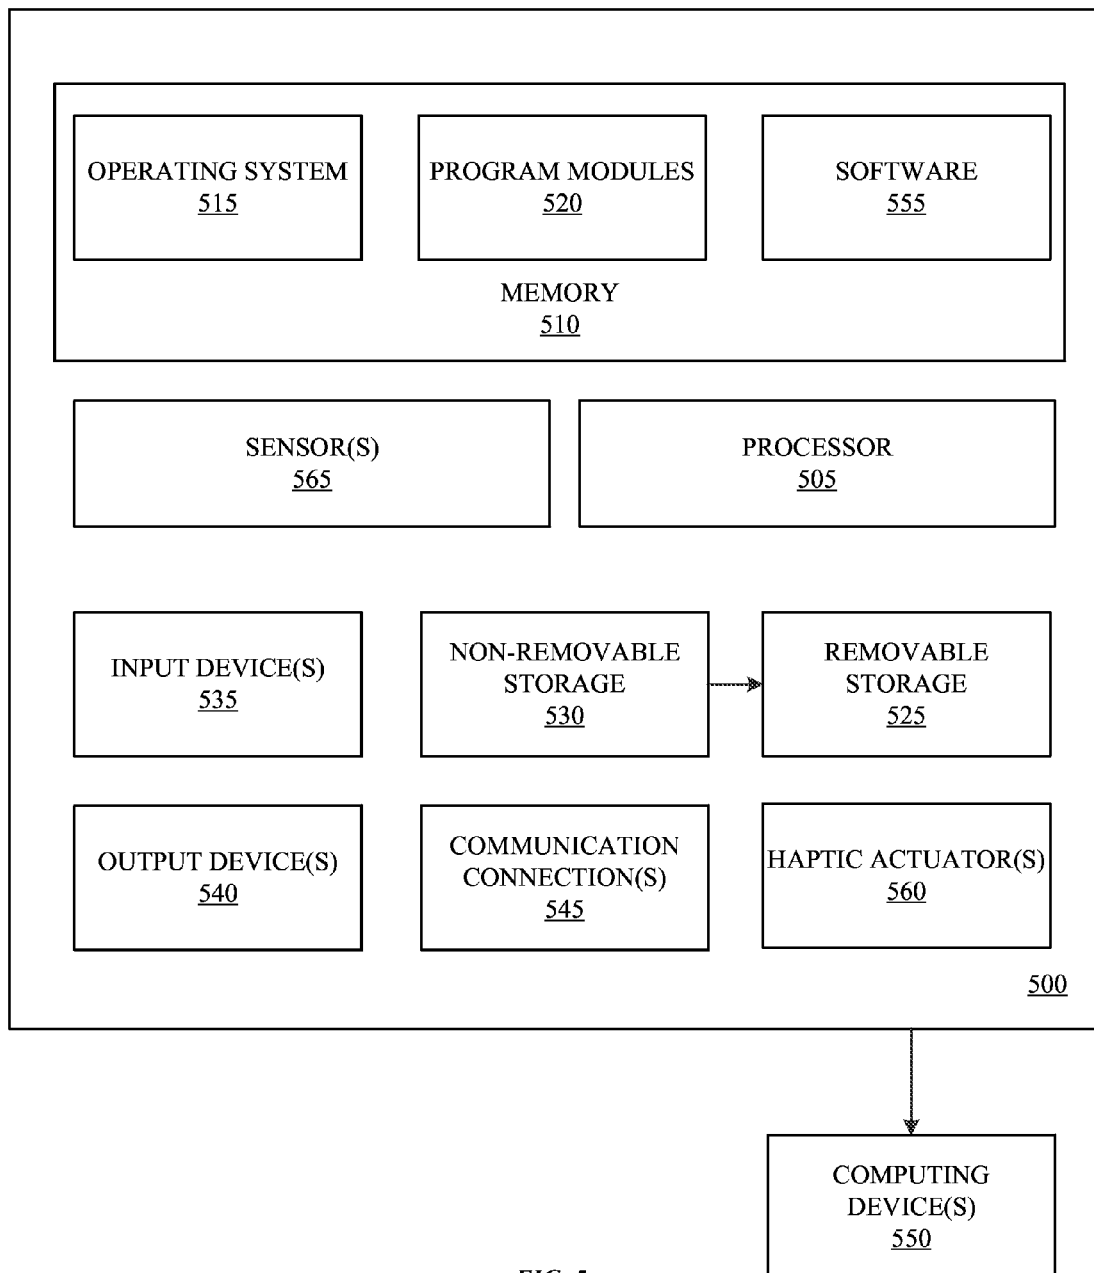 OPERATING SYSTEM
515
PROGRAM MODULES
520
SOFTWARE
555
MEMORY
510
SENSOR(S)
565
PROCESSOR
505
INPUT DEVICE(S)
535
NON-REMOVABLE
STORAGE
530
REMOVABLE
STORAGE
525
OUTPUT DEVICE(S)
540
COMMUNICATION
CONNECTION(S)
545
HAPTIC ACTUATOR(S)
560
500
COMPUTING
DEVICE(S)
550